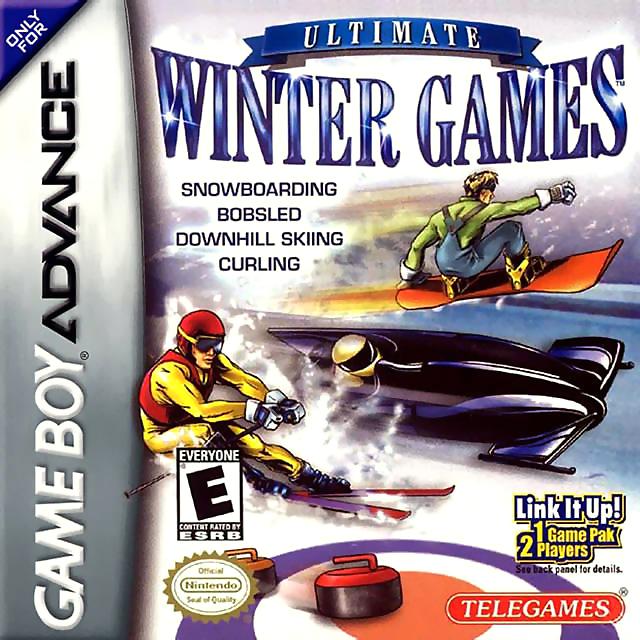 ONLY
FOR
GAME BOY ADVANCE
®
ULTIMATE
WINTER GAMES™
SNOWBOARDING
BOBSLED
DOWNHILL SKIING
CURLING
EVERYONE
E
CONTENT RATED BY
ESRB
Official
Nintendo
Seal of Quality
Link It Up!
1 Game Pak
2 Players
See back panel for details.
TELEGAMES®